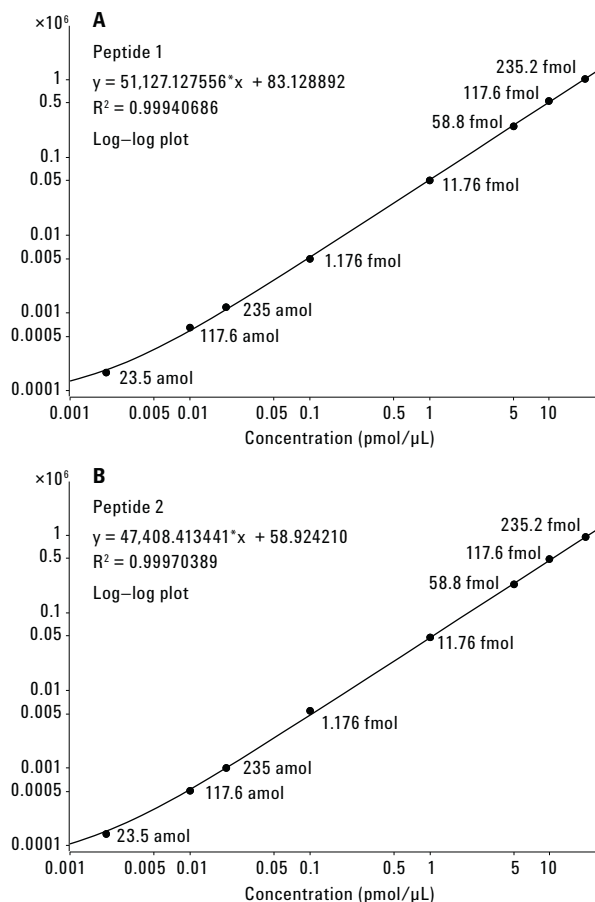 A
×10⁶
Peptide 1
y = 51,127.127556*x + 83.128892
R² = 0.99940686
Log–log plot
1
0.5
0.1
0.05
0.01
0.005
0.001
0.0005
0.0001
235.2 fmol
117.6 fmol
58.8 fmol
11.76 fmol
1.176 fmol
235 amol
117.6 amol
23.5 amol
0.001 0.005 0.01 0.05 0.1 0.5 1 5 10
Concentration (pmol/µL)
B
×10⁶
Peptide 2
y = 47,408.413441*x + 58.924210
R² = 0.99970389
Log–log plot
1
0.5
0.1
0.05
0.01
0.005
0.001
0.0005
0.0001
235.2 fmol
117.6 fmol
58.8 fmol
11.76 fmol
1.176 fmol
235 amol
117.6 amol
23.5 amol
0.001 0.005 0.01 0.05 0.1 0.5 1 5 10
Concentration (pmol/µL)